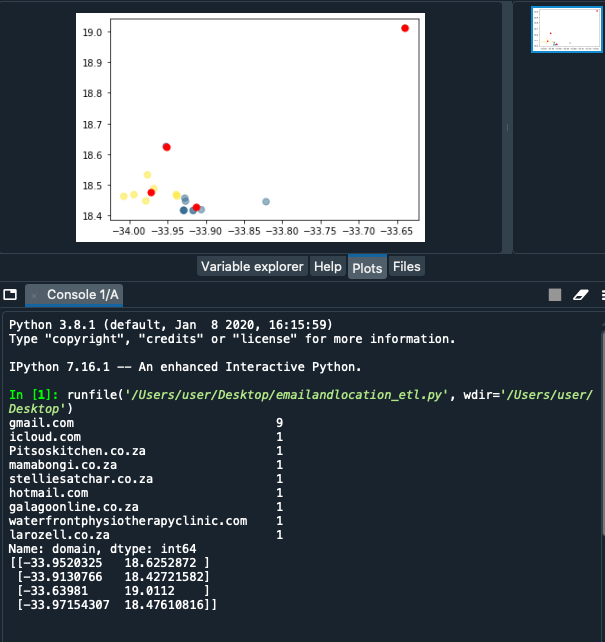 19.0
18.9
18.8
18.7
18.6
18.5
18.4
−34.00 −33.95 −33.90 −33.85 −33.80 −33.75 −33.70 −33.65
Variable explorer Help Plots Files
Console 1/A
Python 3.8.1 (default, Jan  8 2020, 16:15:59)
Type "copyright", "credits" or "license" for more information.
IPython 7.16.1 -- An enhanced Interactive Python.
In [1]: runfile('/Users/user/Desktop/emailandlocation_etl.py', wdir='/Users/user/
Desktop')
gmail.com 9
icloud.com 1
Pitsoskitchen.co.za 1
mamabongi.co.za 1
stelliesatchar.co.za 1
hotmail.com 1
galagoonline.co.za 1
waterfrontphysiotherapyclinic.com 1
larozell.co.za 1
Name: domain, dtype: int64
[[-33.9520325   18.6252872 ]
[-33.9130766   18.42721582]
[-33.63981     19.0112    ]
[-33.97154307  18.47610816]]